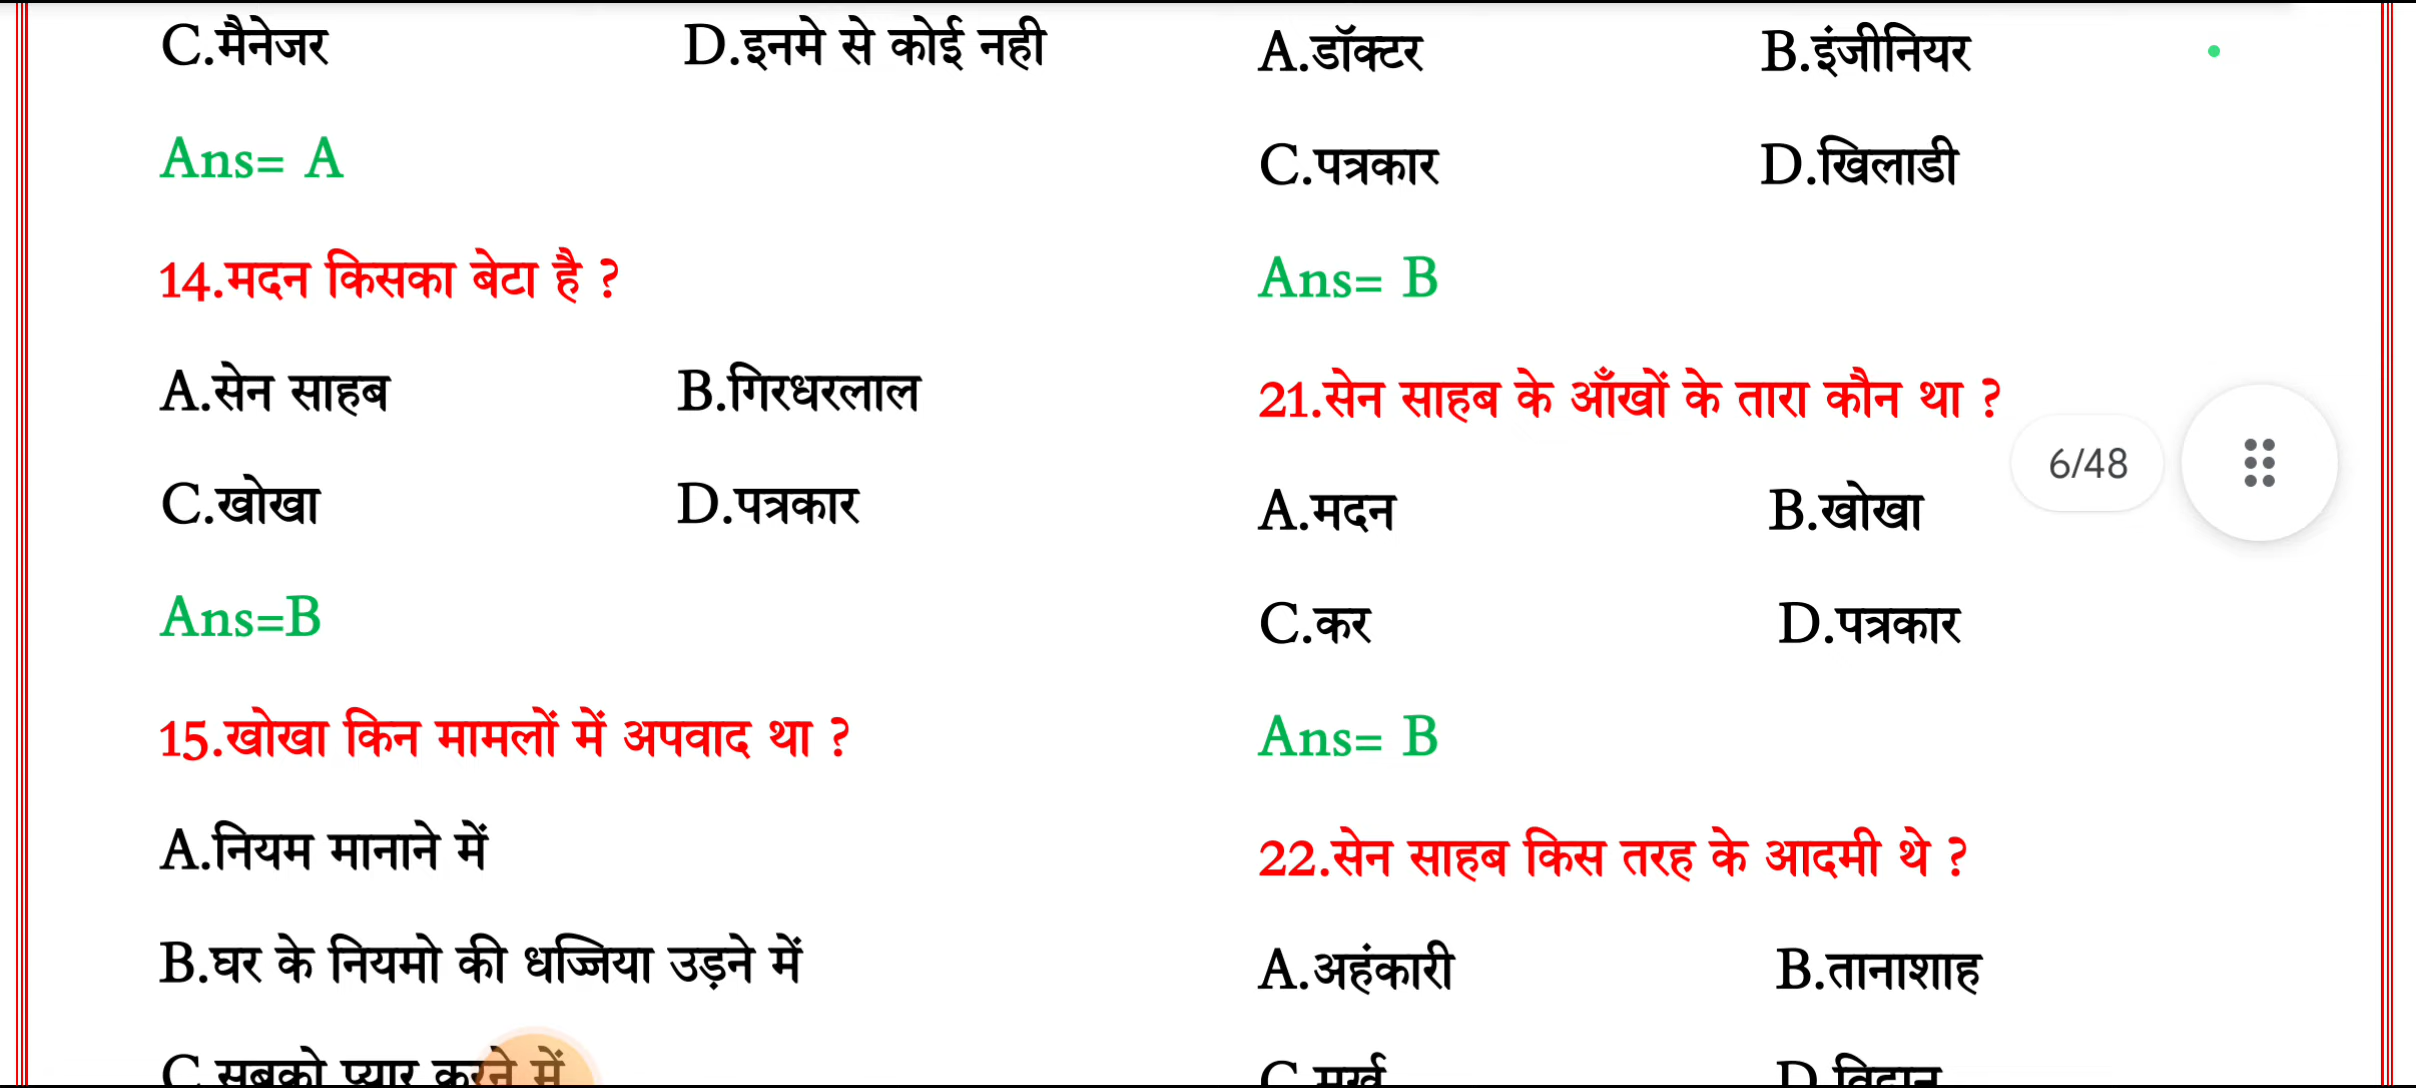 C.मैनेजर D.इनमे से कोई नही
Ans= A
14.मदन किसका बेटा है ?
A.सेन साहब B.गिरधरलाल
C.खोखा D.पत्रकार
Ans=B
15.खोखा किन मामलों में अपवाद था ?
A.नियम मानाने में
B.घर के नियमो की धज्जिया उड़ने में
C सबको प्यार करने में
A.डॉक्टर B.इंजीनियर
C.पत्रकार D.खिलाडी
Ans= B
21.सेन साहब के आँखों के तारा कौन था ?
A.मदन B.खोखा
C.कर D.पत्रकार
Ans= B
22.सेन साहब किस तरह के आदमी थे ?
A.अहंकारी B.तानाशाह
C मूर्ख D विद्वान
6/48